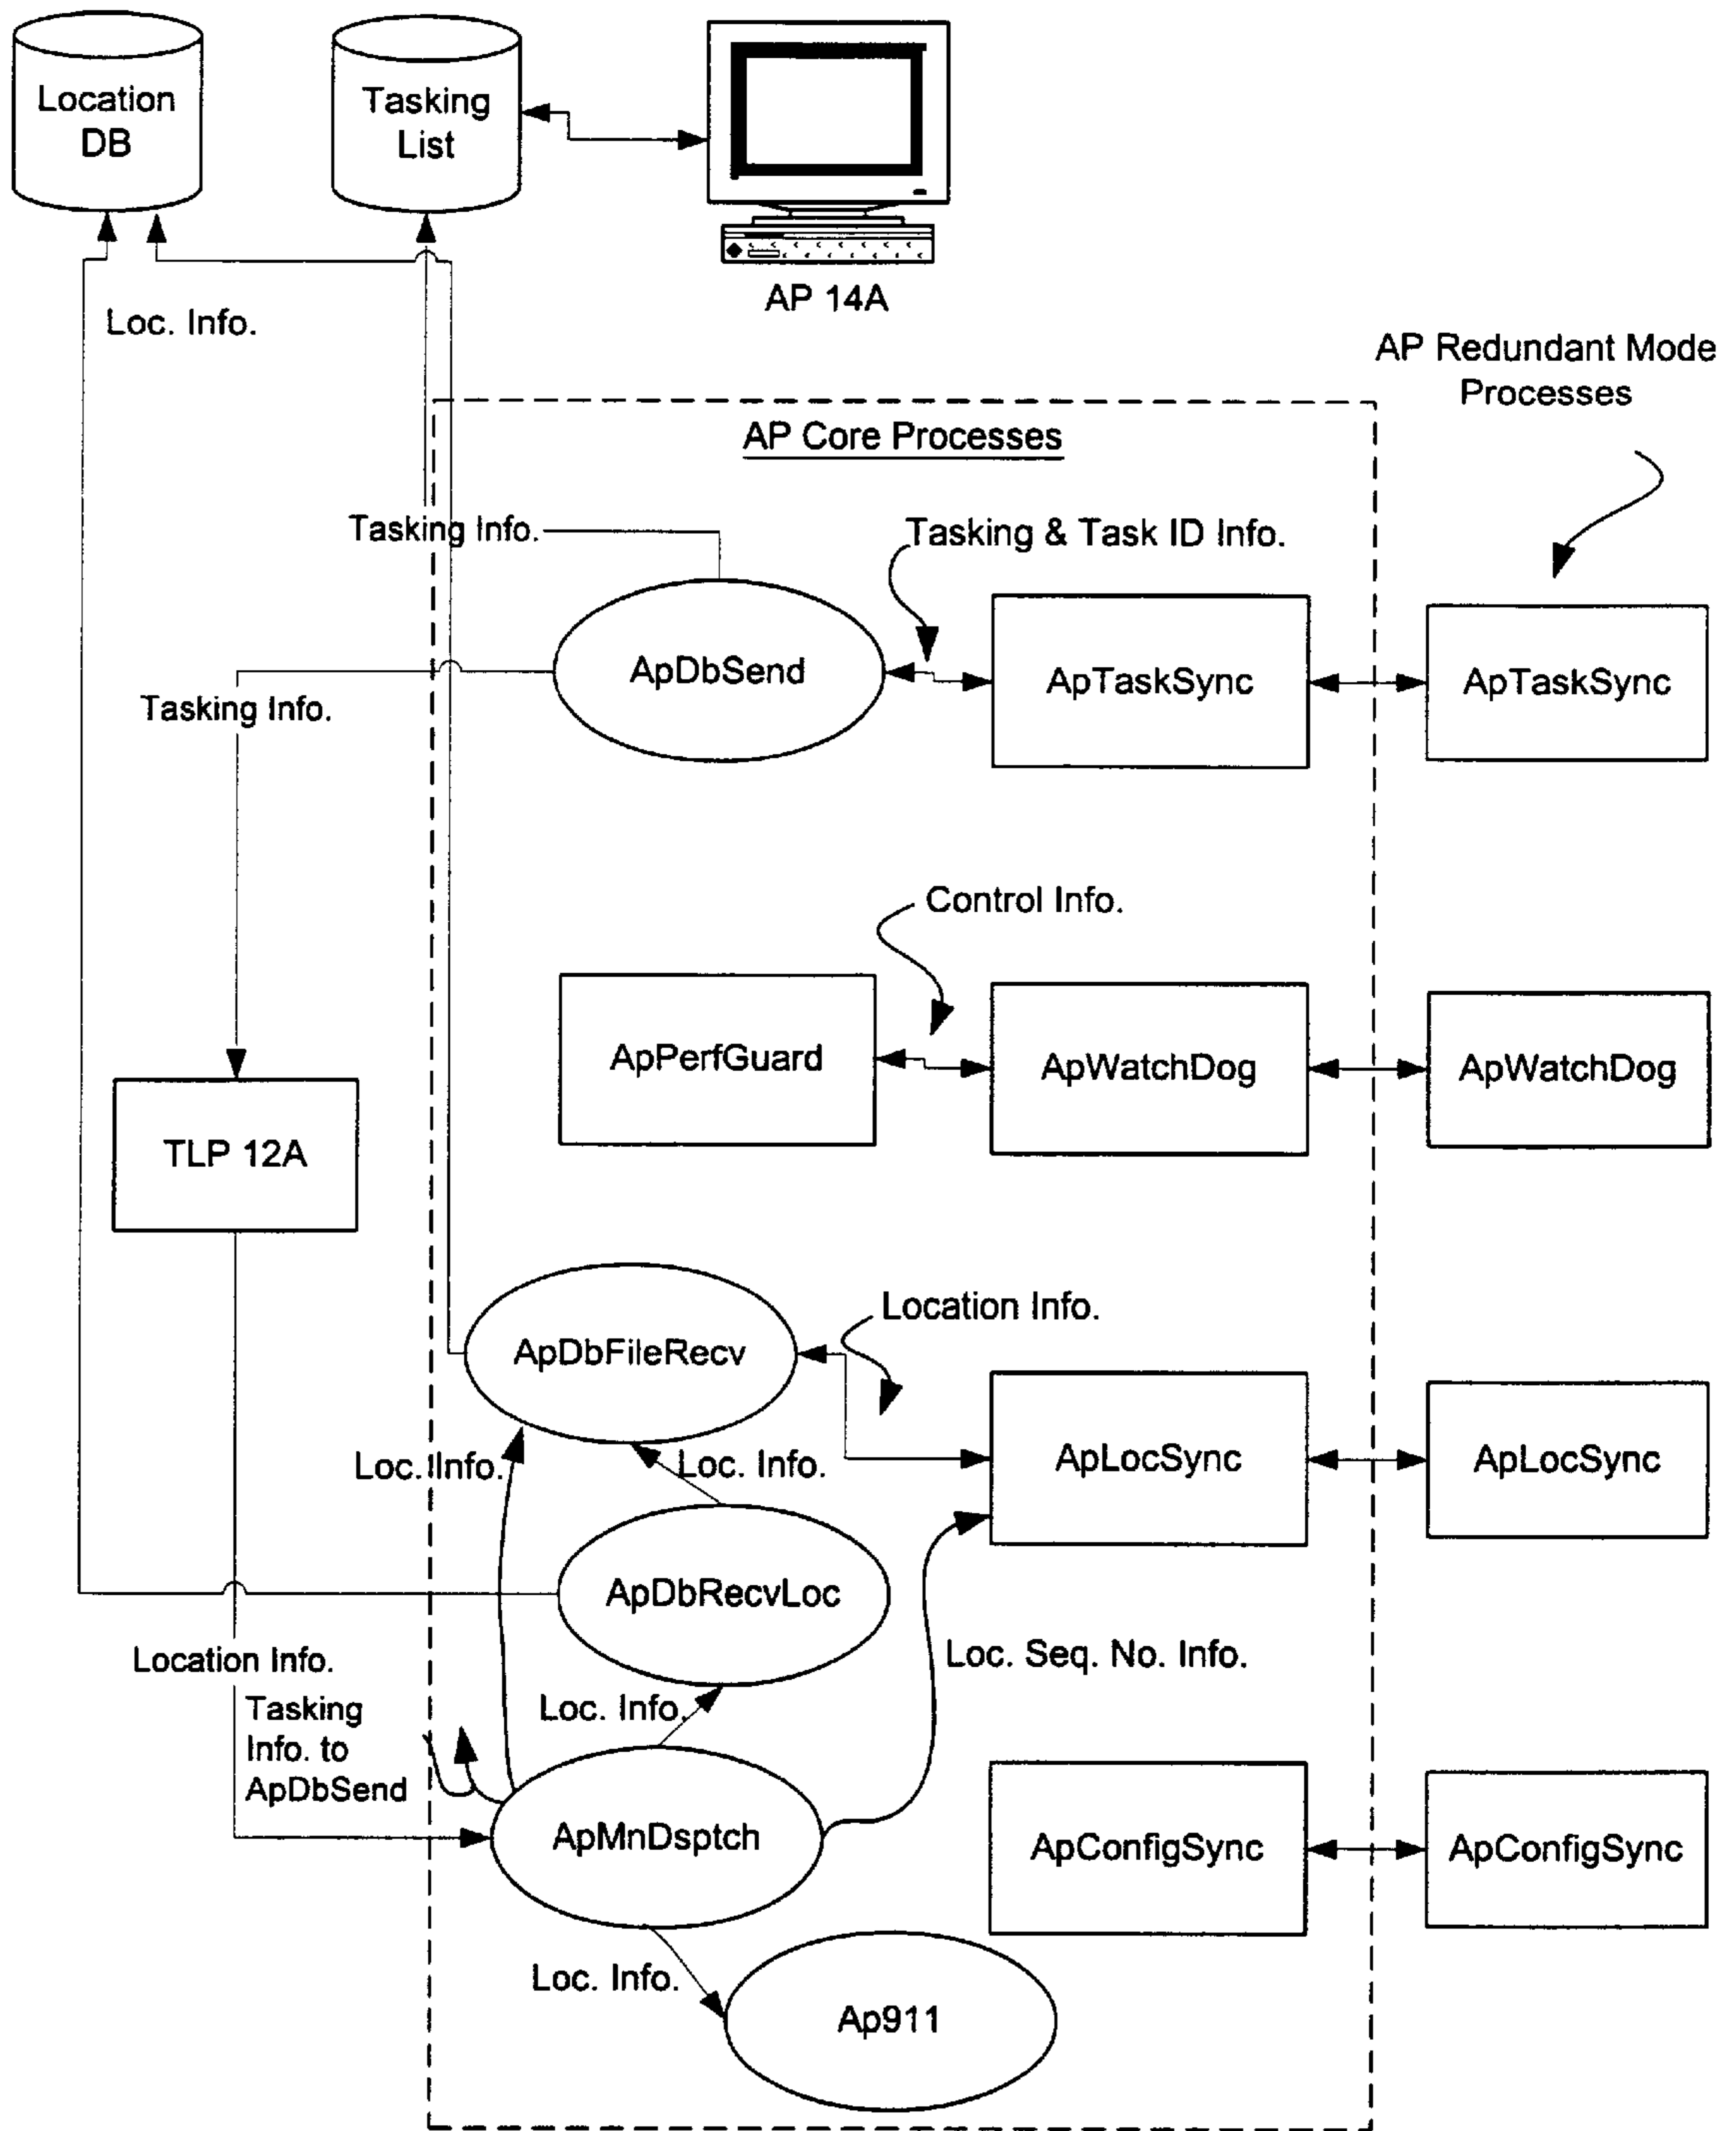 Location
DB
Tasking
List
AP 14A
Loc. Info.
AP Redundant Mode
Processes
AP Core Processes
Tasking Info.
Tasking & Task ID Info.
ApDbSend
ApTaskSync
ApTaskSync
Tasking Info.
Control Info.
ApPerfGuard
ApWatchDog
ApWatchDog
TLP 12A
Location Info.
ApDbFileRecv
Loc. Info.
Loc. Info.
ApLocSync
ApLocSync
ApDbRecvLoc
Location Info.
Loc. Seq. No. Info.
Tasking
Info. to
ApDbSend
Loc. Info.
ApMnDsptch
ApConfigSync
ApConfigSync
Loc. Info.
Ap911